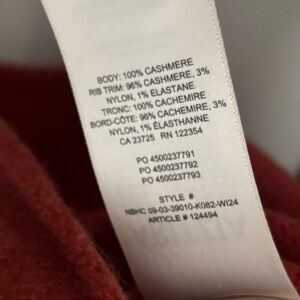 BODY: 100% CASHMERE
RIB TRIM: 96% CASHMERE, 3%
NYLON, 1% ELASTANE
TRONC: 100% CACHEMIRE
BORD-CÔTE: 96% CACHEMIRE, 3%
NYLON, 1% ÉLASTHANNE
CA 23725 RN 122354
PO 4500237791
PO 4500237792
PO 4500237793
STYLE #
NBHC 09-03-39010-K082-WI24
ARTICLE # 124494